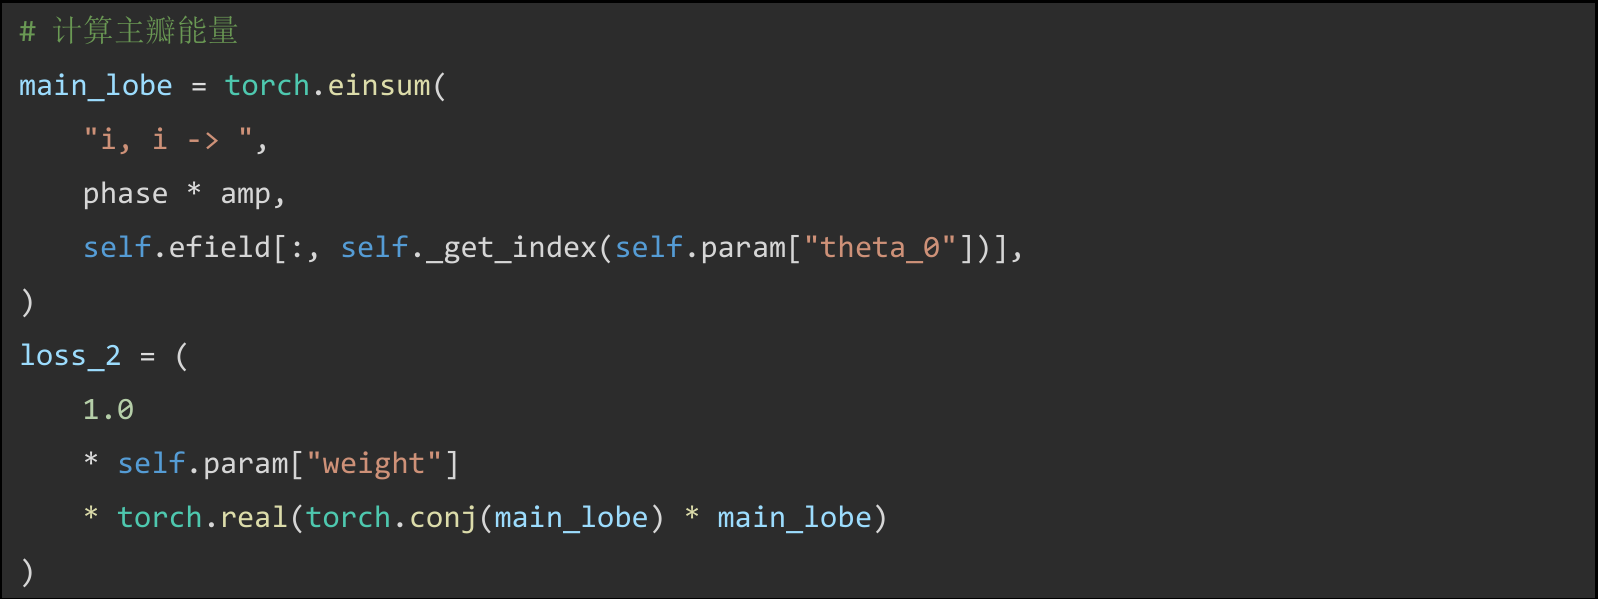 # 计算主瓣能量
main_lobe = torch.einsum(
    "i, i -> ",
    phase * amp,
    self.efield[:, self._get_index(self.param["theta_0"])],
)
loss_2 = (
    1.0
    * self.param["weight"]
    * torch.real(torch.conj(main_lobe) * main_lobe)
)